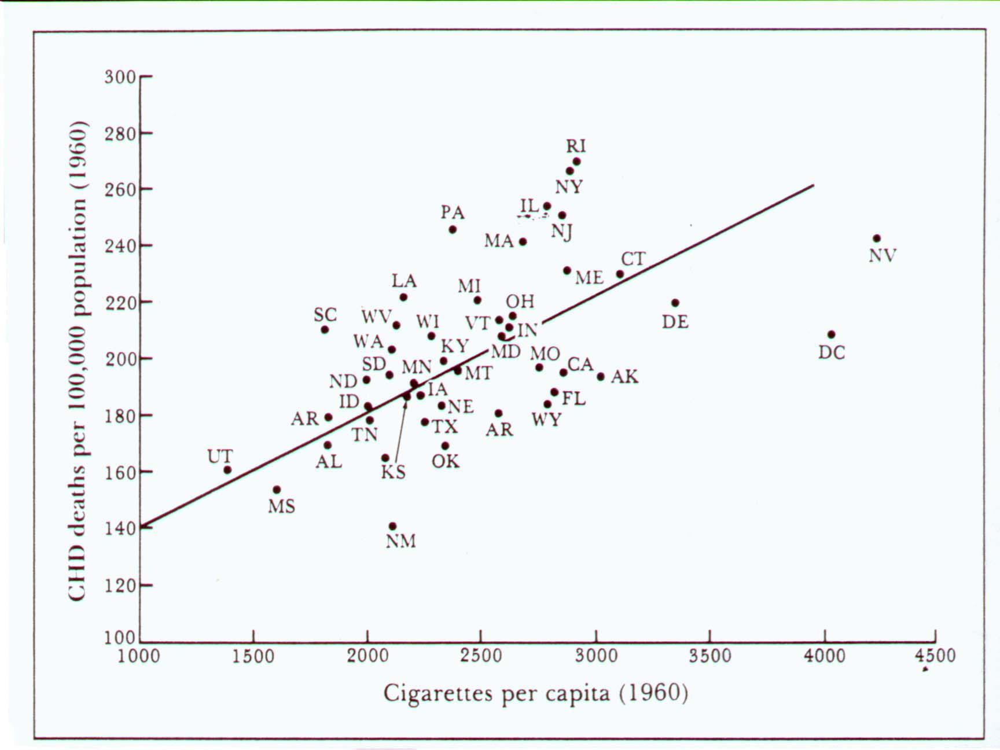 CHD deaths per 100,000 population (1960)
300
280
260
240
220
200
180
160
140
120
100
RI
NY
IL
NJ
PA
MA
NV
CT
ME
LA
MI
OH
SC
WV
WI
VT
IN
DE
WA
KY
MD
MO
DC
SD
MN
MT
CA
AK
ND
IA
ID
NE
FL
AR
TN
TX
AR
WY
UT
AL
KS
OK
MS
NM
1000 1500 2000 2500 3000 3500 4000 4500
Cigarettes per capita (1960)